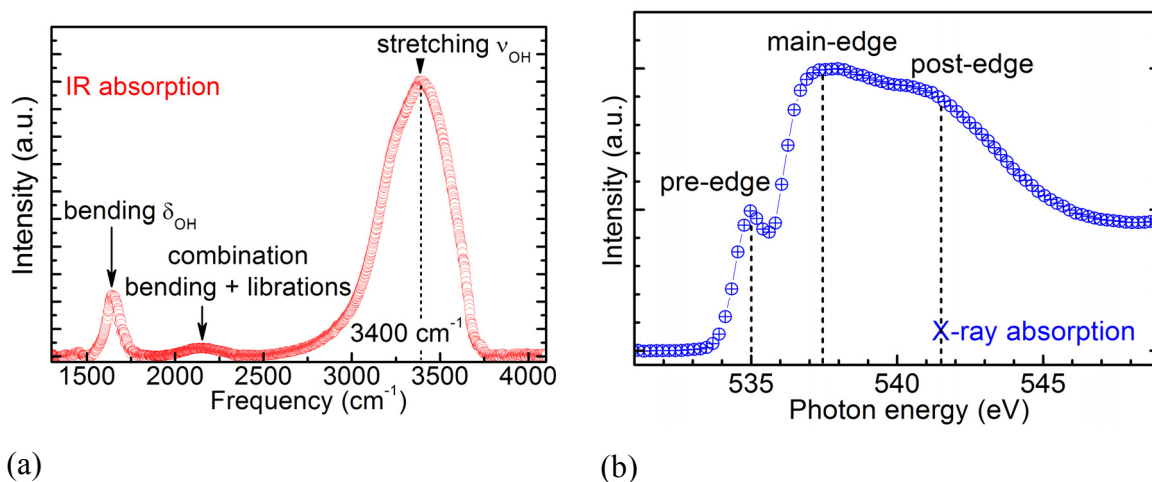 stretching ν_OH
IR absorption
bending δ_OH
combination
bending + librations
3400 cm⁻¹
Intensity (a.u.)
1500 2000 2500 3000 3500 4000
Frequency (cm⁻¹)
(a)
main-edge
post-edge
pre-edge
X-ray absorption
Intensity (a.u.)
535 540 545
Photon energy (eV)
(b)